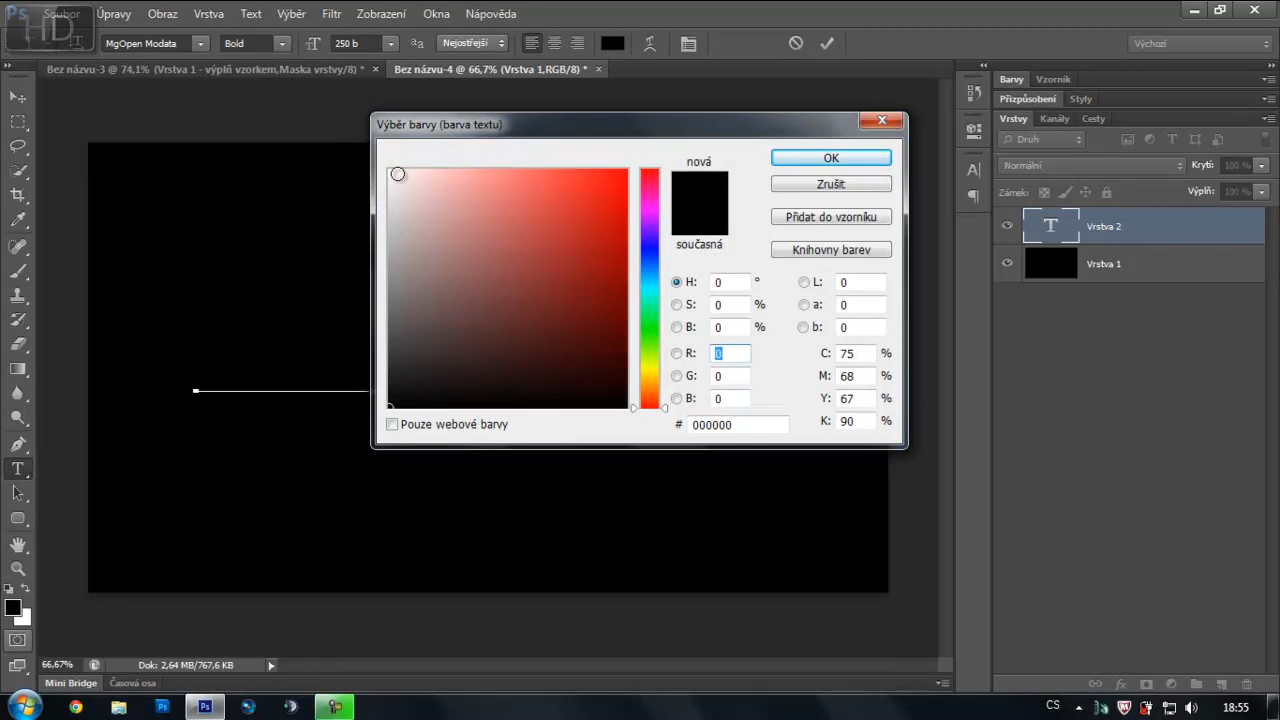 Ps Soubor Úpravy Obraz Vrstva Text Výběr Filtr Zobrazení Okna Nápověda
HD
MgOpen Modata Bold 250 b Nejostřejší Výchozí
Bez názvu-3 @ 74,1% (Vrstva 1 - výplň vzorkem,Maska vrstvy/8) * Bez názvu-4 @ 66,7% (Vrstva 1,RGB/8) *
Výběr barvy (barva textu)
nová
současná
OK
Zrušit
Přidat do vzorníku
Knihovny barev
H: 0 °
S: 0 %
B: 0 %
R: 0
G: 0
B: 0
# 000000
L: 0
a: 0
b: 0
C: 75 %
M: 68 %
Y: 67 %
K: 90 %
Pouze webové barvy
Barvy Vzorník
Přizpůsobení Styly
Vrstvy Kanály Cesty
Druh
Normální Krytí: 100 %
Zámek: Výplň: 100 %
T Vrstva 2
Vrstva 1
66,67% Dok: 2,64 MB/767,6 KB
Mini Bridge Časová osa
CS 18:55